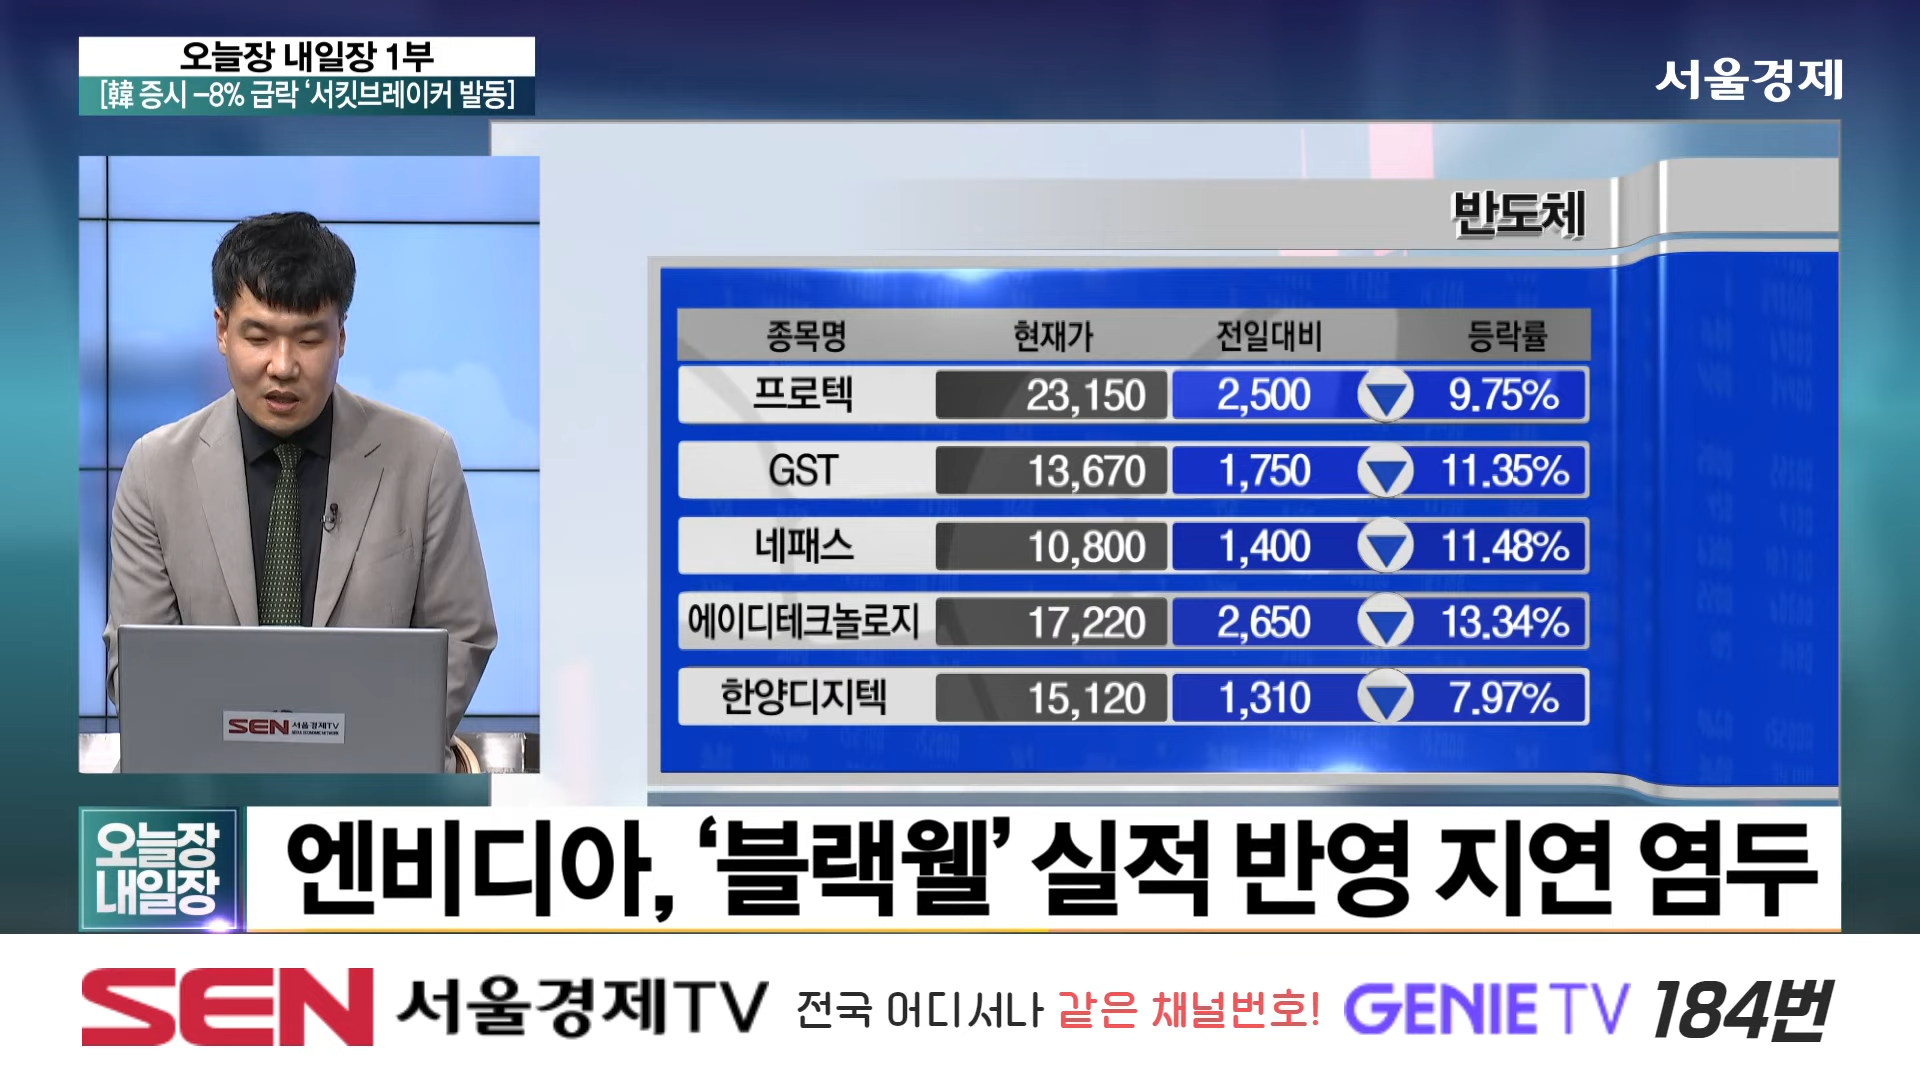 오늘장 내일장 1부
[韓 증시 -8% 급락 '서킷브레이커 발동]
서울경제
반도체
종목명 현재가 전일대비 등락률
프로텍 23,150 2,500 ▼ 9.75%
GST 13,670 1,750 ▼ 11.35%
네패스 10,800 1,400 ▼ 11.48%
에이디테크놀로지 17,220 2,650 ▼ 13.34%
한양디지텍 15,120 1,310 ▼ 7.97%
SEN 서울경제TV
오늘장
내일장
엔비디아, ‘블랙웰’ 실적 반영 지연 염두
SEN 서울경제TV 전국 어디서나 같은 채널번호! GENIE TV 184번